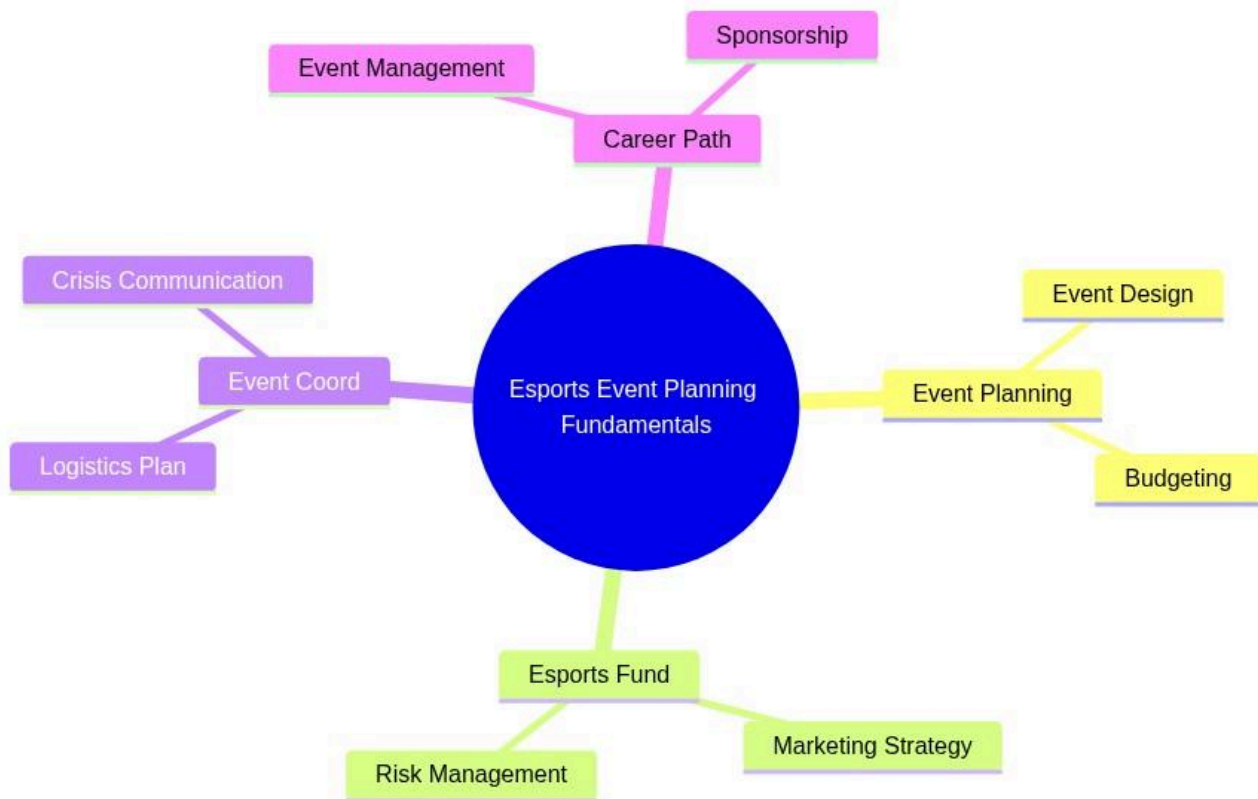 Sponsorship
Event Management
Career Path
Crisis Communication
Event Design
Event Coord
Esports Event Planning
Fundamentals
Event Planning
Logistics Plan
Budgeting
Esports Fund
Marketing Strategy
Risk Management